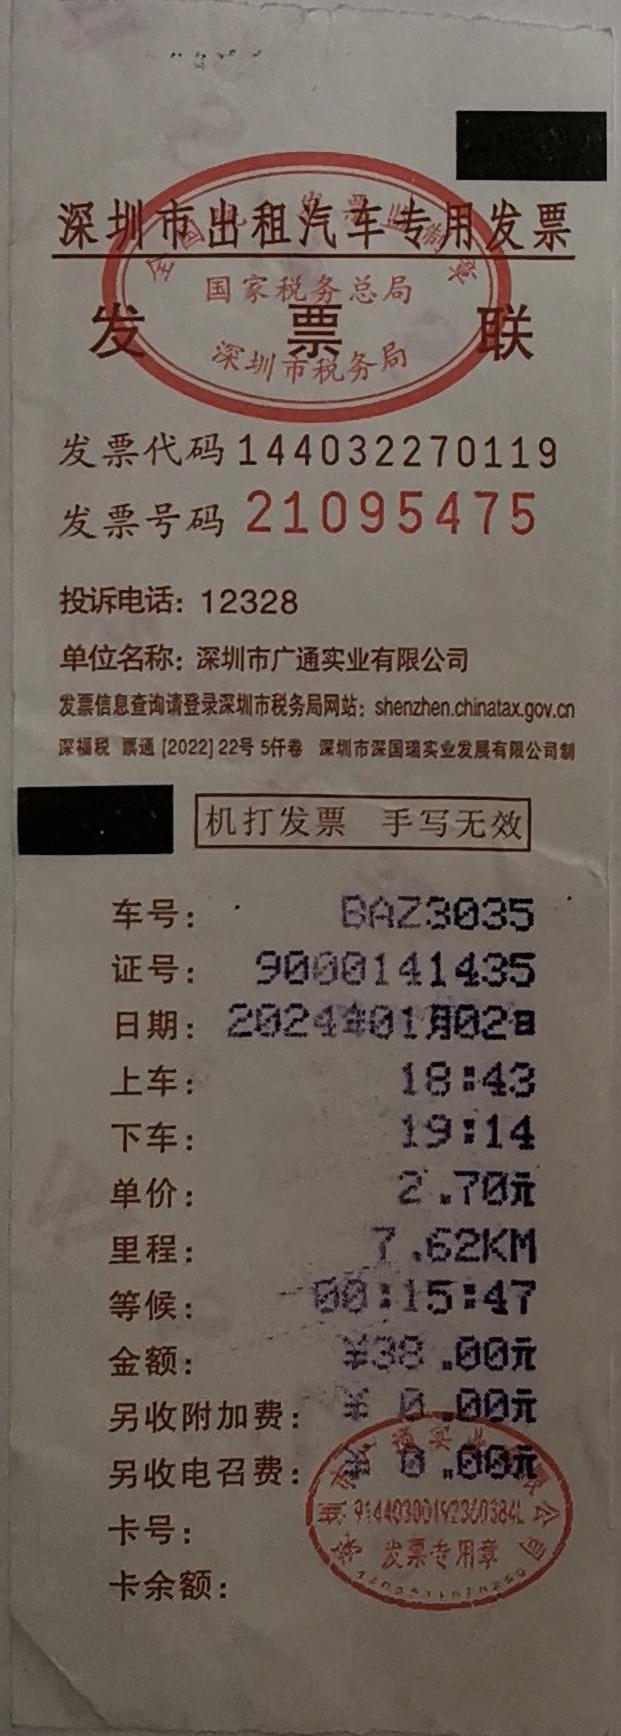 深圳市出租汽车专用发票
国家税务总局
发 票 联
深圳市税务局
发票代码 144032270119
发票号码 21095475
投诉电话：12328
单位名称：深圳市广通实业有限公司
发票信息查询请登录深圳市税务局网站：shenzhen.chinatax.gov.cn
深福税 票通 [2022] 22号 5仟卷 深圳市深国瑞实业发展有限公司制
机打发票 手写无效
车号： BAZ3035
证号： 9000141435
日期： 2024年01月02日
上车： 18:43
下车： 19:14
单价： 2.70元
里程： 7.62KM
等候： 00:15:47
金额： ¥38.00元
另收附加费： ¥ 0.00元
另收电召费： ¥ 0.00元
卡号：
发票专用章
卡余额：